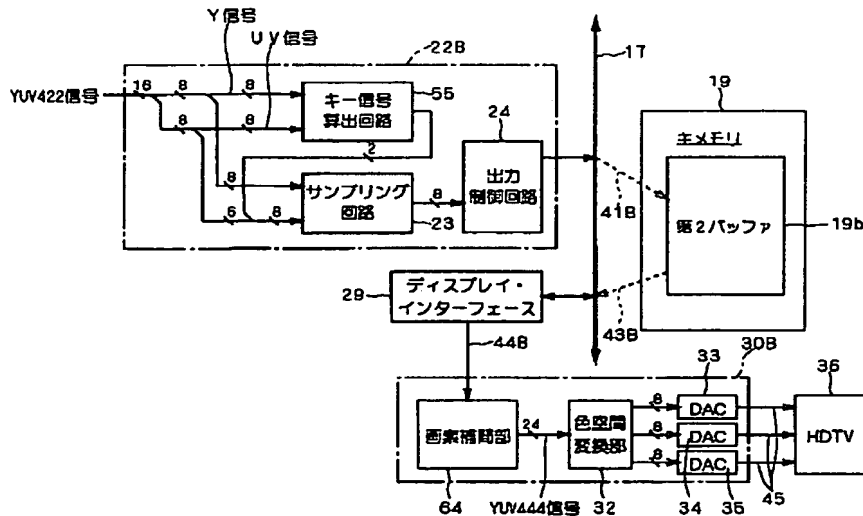 Y信号
UV信号
22B
17
YUV422信号
16
8
8
8
8
キー信号
算出回路
55
2
24
出力
制御回路
8
サンプリング
回路
6
8
8
23
19
主メモリ
41B
第2バッファ
19b
43B
29
ディスプレイ・
インターフェース
44B
30B
33
36
画素補間部
24
色空間
変換部
8
DAC
8
DAC
8
DAC
HDTV
64
YUV444信号
32
34
35
45